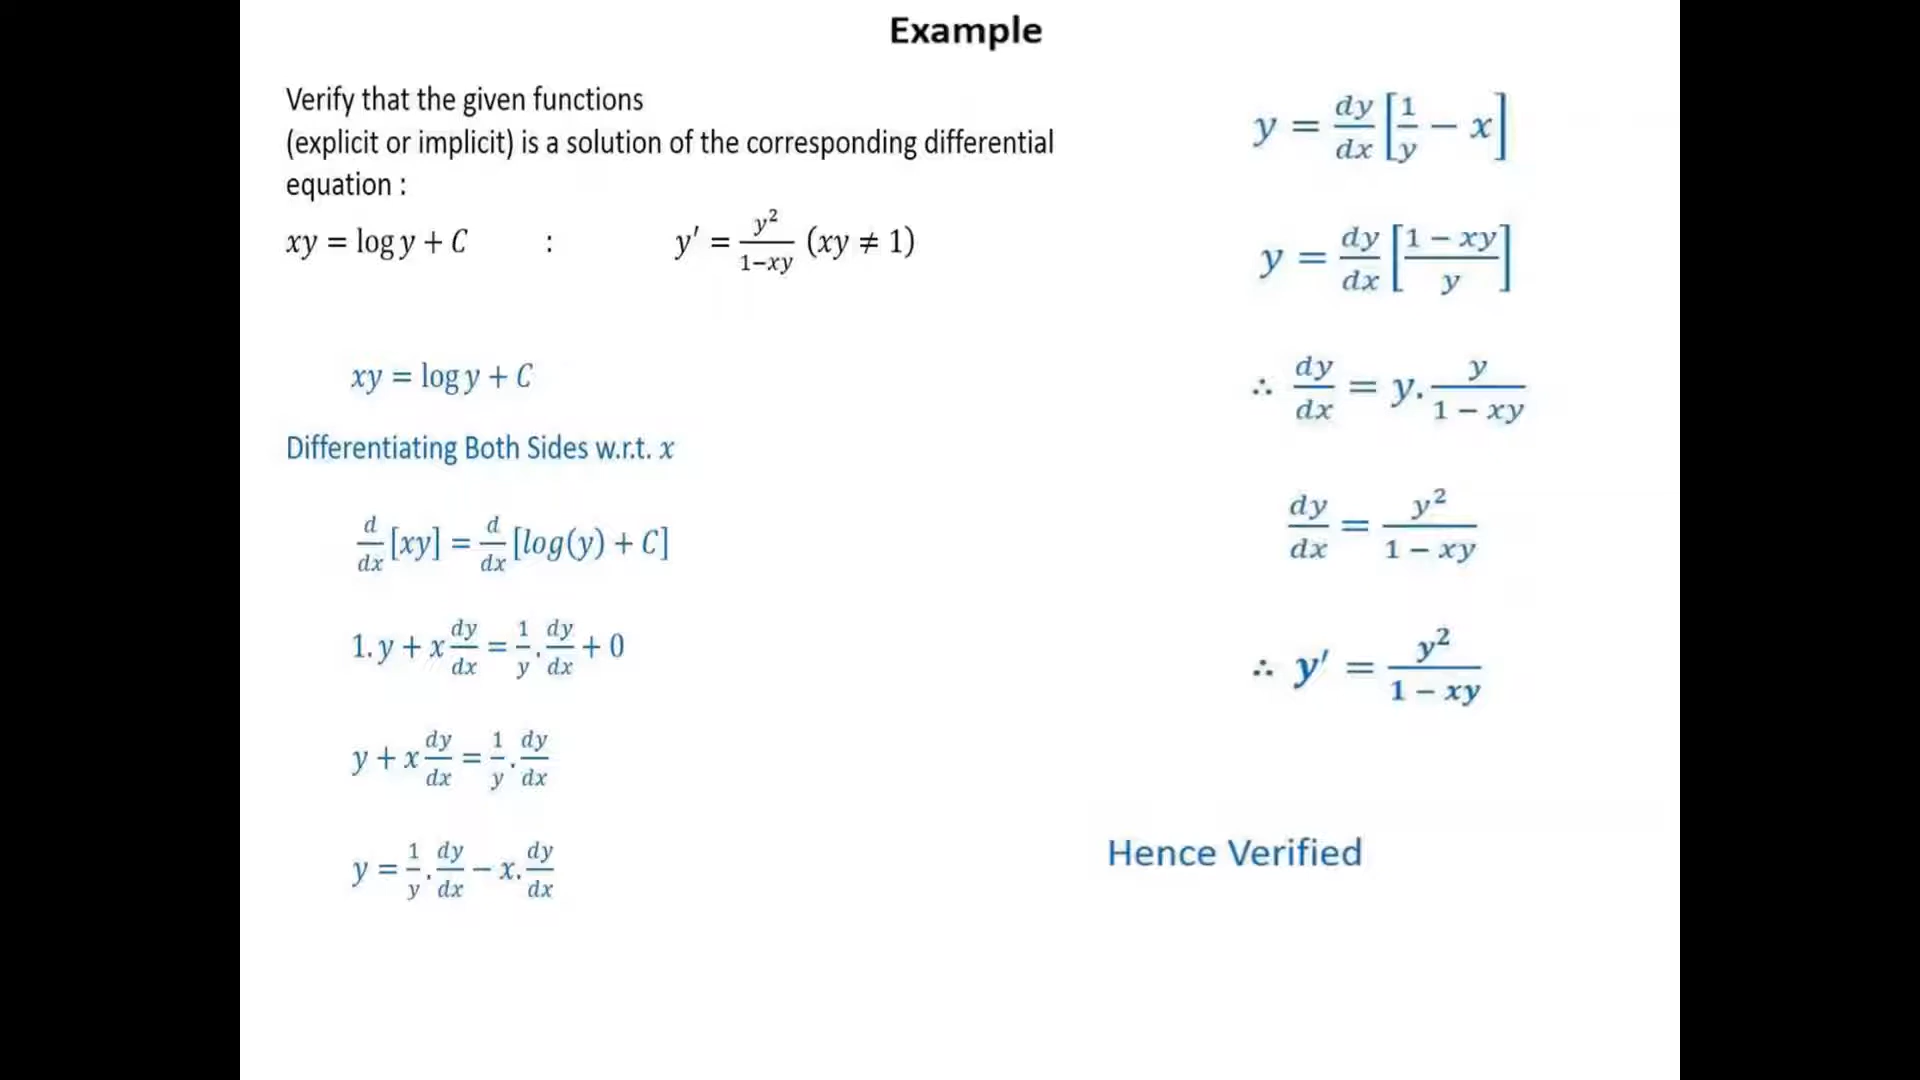 Example
Verify that the given functions
(explicit or implicit) is a solution of the corresponding differential
equation :
xy = log y + C : y′ = y²/1−xy (xy ≠ 1)
xy = log y + C
Differentiating Both Sides w.r.t. x
d/dx [xy] = d/dx [log(y) + C]
1. y + x dy/dx = 1/y . dy/dx + 0
y + x dy/dx = 1/y . dy/dx
y = 1/y . dy/dx − x. dy/dx
y = dy/dx [1/y − x]
y = dy/dx [1 − xy/y]
∴ dy/dx = y. y/1 − xy
dy/dx = y²/1 − xy
∴ y′ = y²/1 − xy
Hence Verified